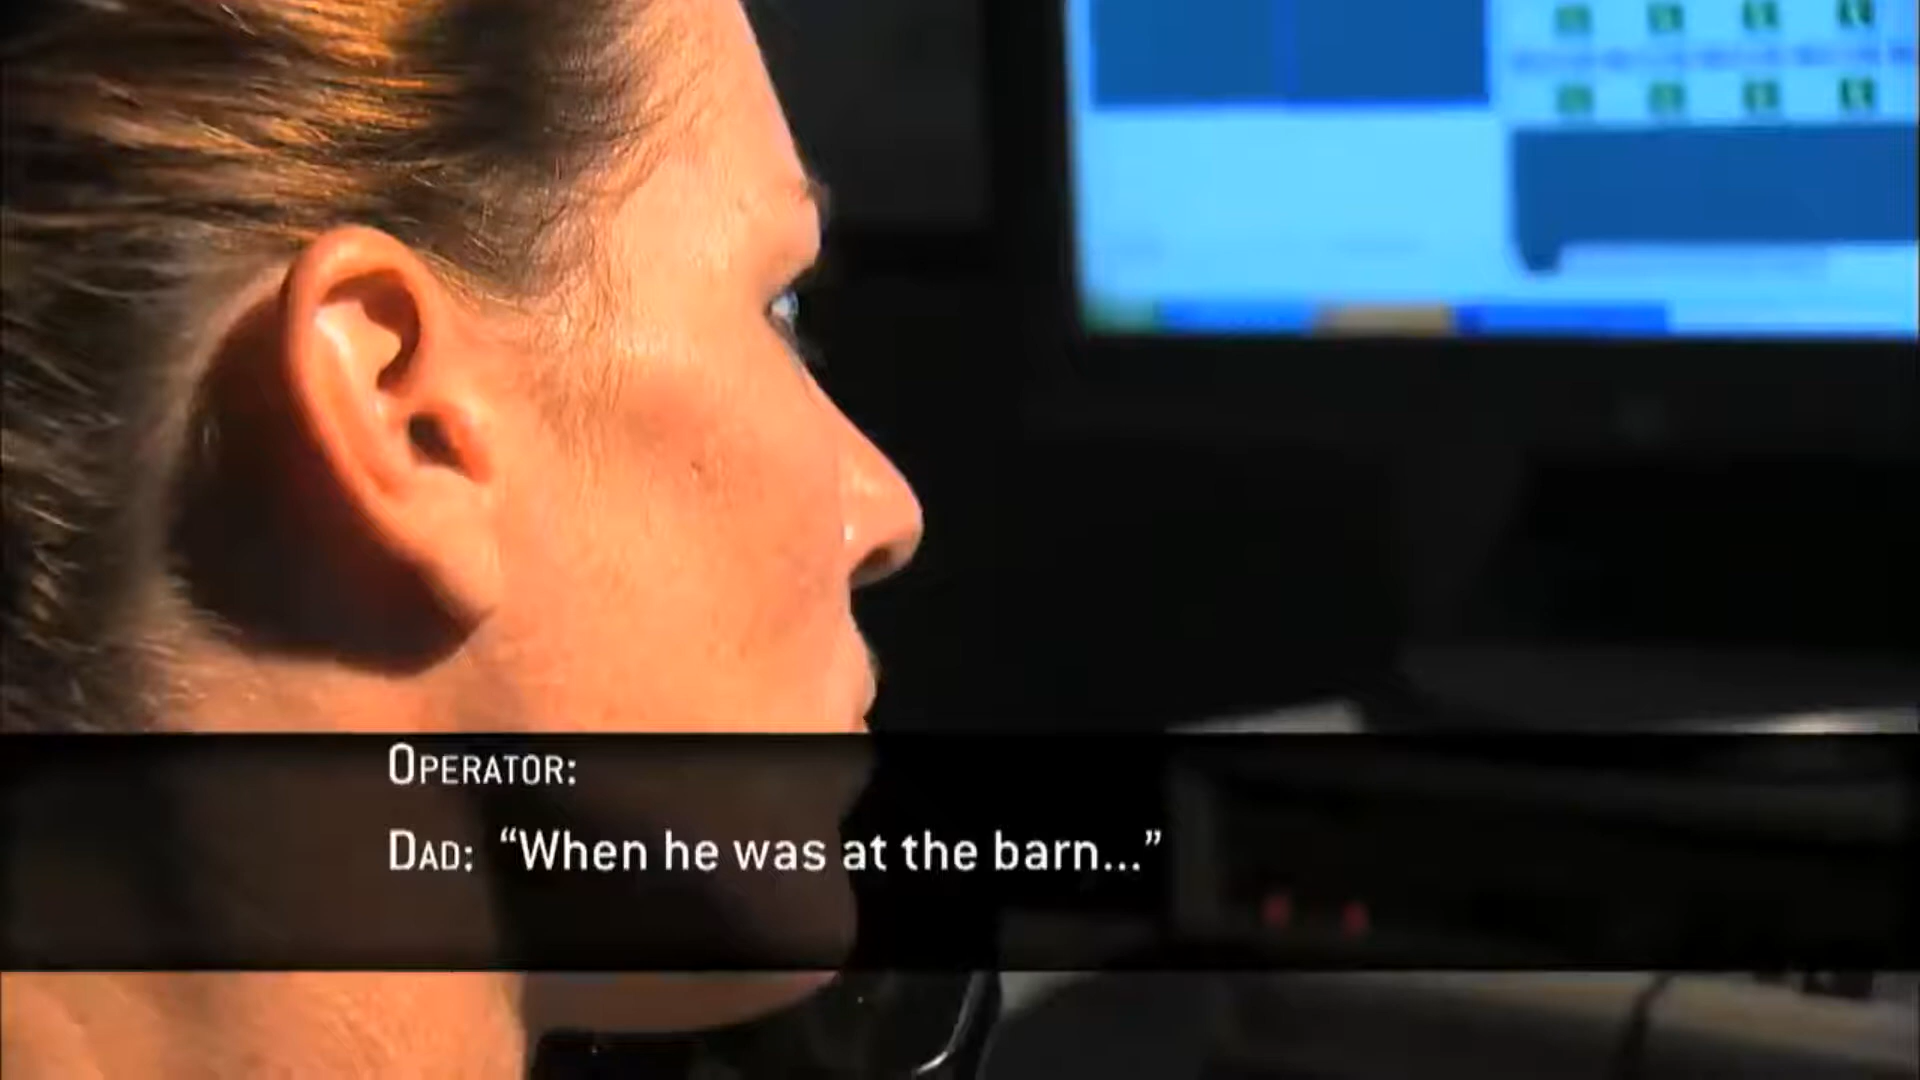 OPERATOR:
DAD: “When he was at the barn...”